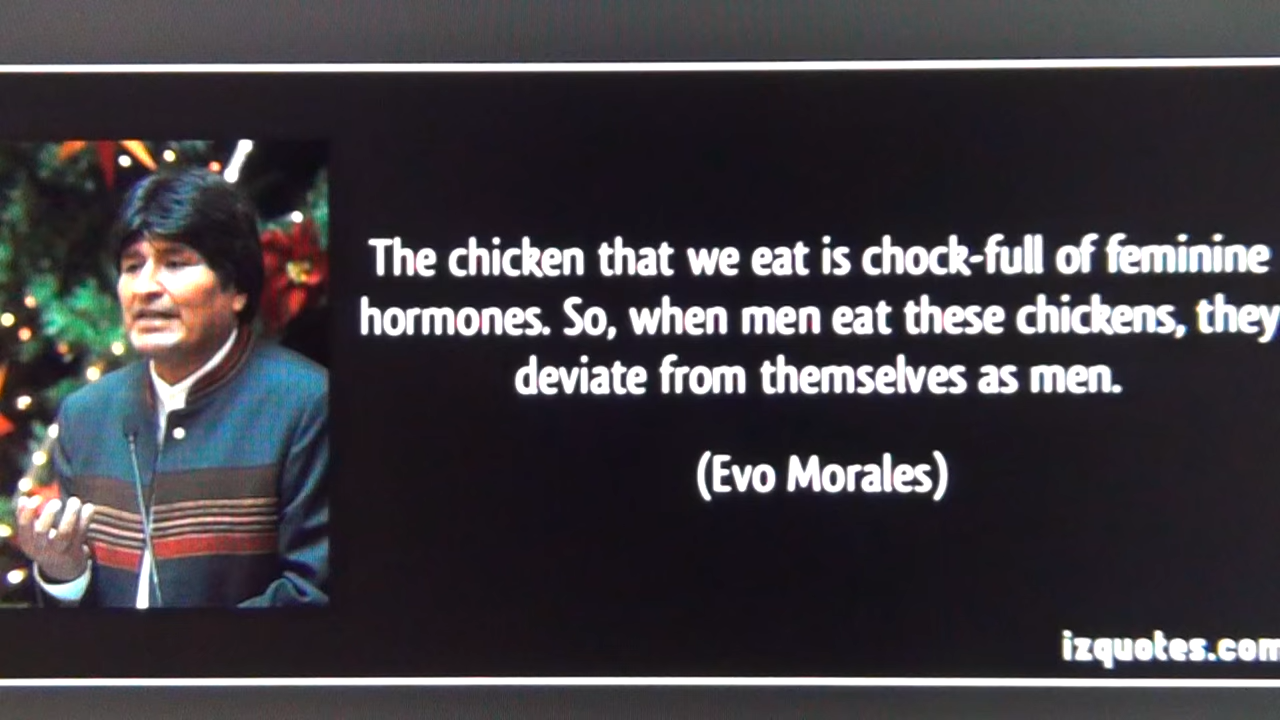 The chicken that we eat is chock-full of feminine
hormones. So, when men eat these chickens, they
deviate from themselves as men.
(Evo Morales)
izquotes.com